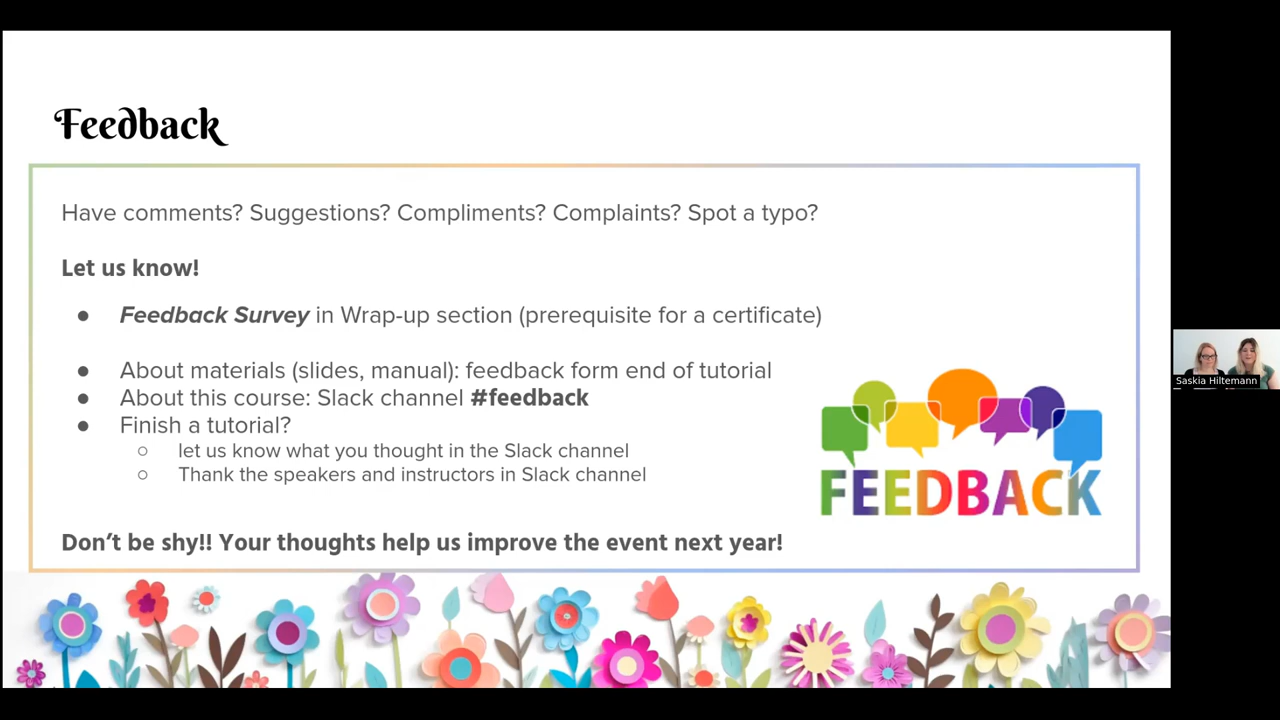 Feedback
Have comments? Suggestions? Compliments? Complaints? Spot a typo?
Let us know!
● Feedback Survey in Wrap-up section (prerequisite for a certificate)
● About materials (slides, manual): feedback form end of tutorial
● About this course: Slack channel #feedback
● Finish a tutorial?
○ let us know what you thought in the Slack channel
○ Thank the speakers and instructors in Slack channel
FEEDBACK
Don’t be shy!! Your thoughts help us improve the event next year!
Saskia Hiltemann